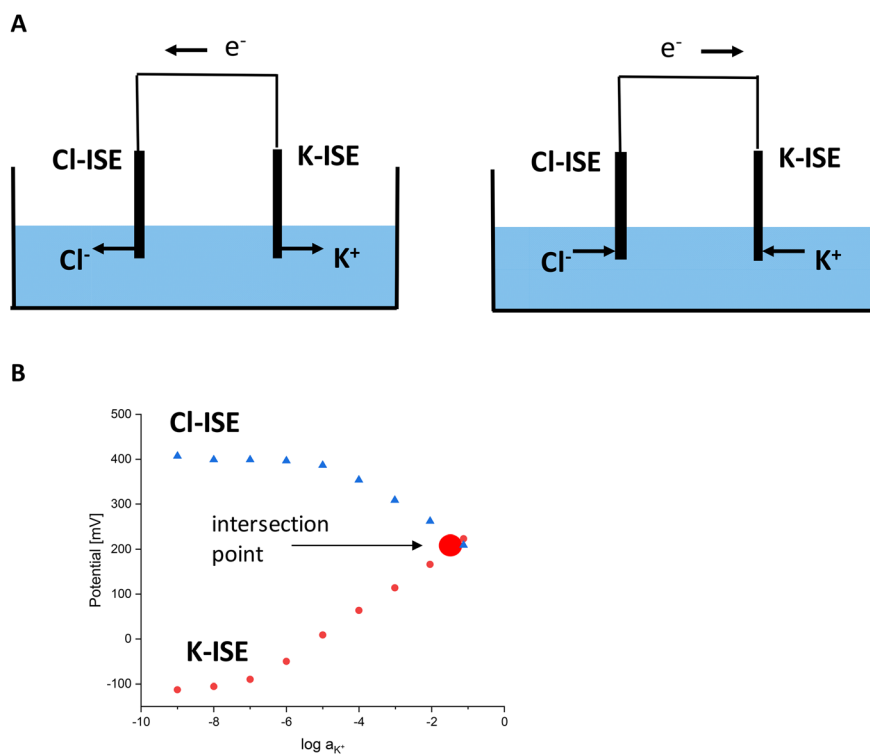 A
e-
e-
Cl-ISE
K-ISE
Cl-ISE
K-ISE
Cl-
K+
Cl-
K+
B
500
400
300
200
100
0
-100
Potential [mV]
Cl-ISE
intersection
point
K-ISE
-10
-8
-6
-4
-2
0
log aK+